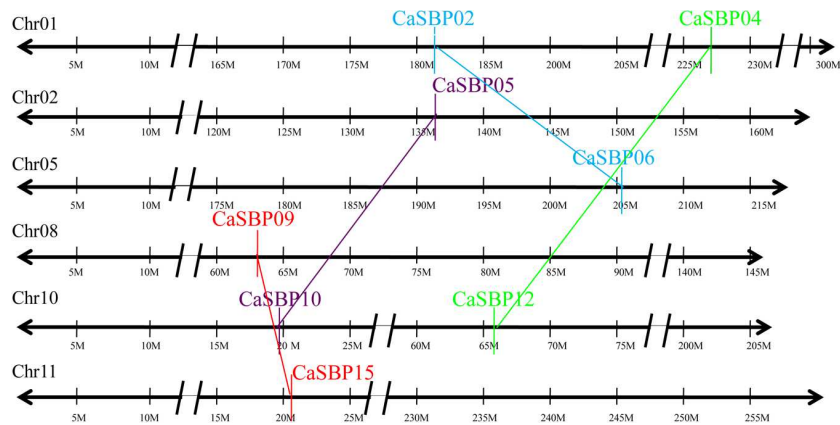 CaSBP02 CaSBP04
Chr01
5M 10M 165M 170M 175M 180M 185M 200M 205M 225M 230M 300M
CaSBP05
Chr02
5M 10M 120M 125M 130M 135M 140M 145M 150M 155M 160M
CaSBP06
Chr05
5M 10M 175M 180M 187M 191M 195M 200M 205M 210M 215M
CaSBP09
Chr08
5M 10M 60M 65M 70M 75M 80M 85M 90M 140M 145M
CaSBP10 CaSBP12
Chr10
5M 10M 15M 20 M 25M 60M 65M 70M 75M 200M 205M
CaSBP15
Chr11
5M 10M 15M 20M 25M 230M 235M 240M 245M 250M 255M